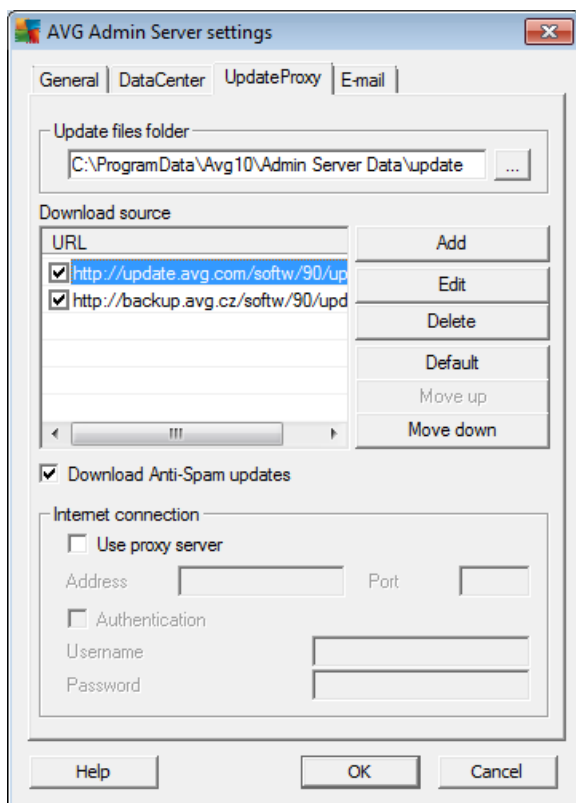 AVG Admin Server settings
General DataCenter UpdateProxy E-mail
Update files folder
C:\ProgramData\Avg10\Admin Server Data\update ...
Download source
URL
http://update.avg.com/softw/90/up
http://backup.avg.cz/softw/90/upd
Add
Edit
Delete
Default
Move up
Move down
Download Anti-Spam updates
Internet connection
Use proxy server
Address Port
Authentication
Username
Password
Help OK Cancel